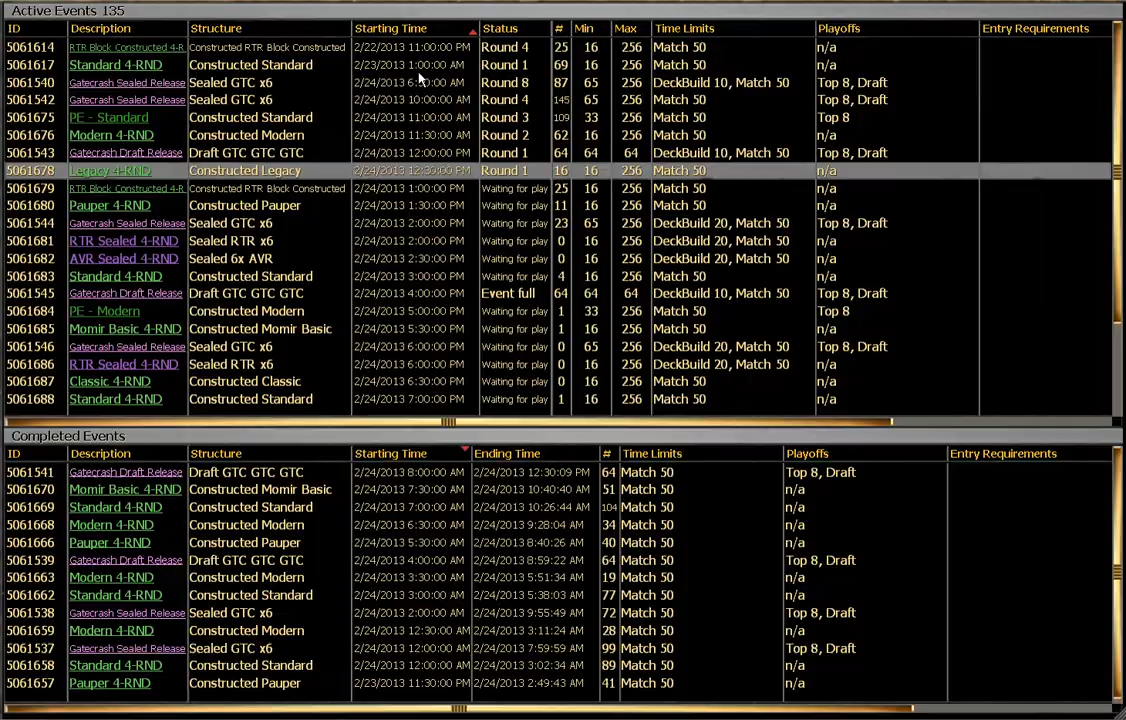 Active Events 135
ID Description Structure Starting Time Status # Min Max Time Limits Playoffs Entry Requirements
5061614 RTR Block Constructed 4-R Constructed RTR Block Constructed 2/22/2013 11:00:00 PM Round 4 25 16 256 Match 50 n/a
5061617 Standard 4-RND Constructed Standard 2/23/2013 1:00:00 AM Round 1 69 16 256 Match 50 n/a
5061540 Gatecrash Sealed Release Sealed GTC x6 2/24/2013 AM Round 8 87 65 256 DeckBuild 10, Match 50 Top 8, Draft
5061542 Gatecrash Sealed Release Sealed GTC x6 2/24/2013 10:00:00 AM Round 4 145 65 256 Match 50 Top 8, Draft
5061675 PE - Standard Constructed Standard 2/24/2013 11:00:00 AM Round 3 109 33 256 Match 50 Top 8
5061676 Modern 4-RND Constructed Modern 2/24/2013 11:30:00 AM Round 2 62 16 256 Match 50 n/a
5061543 Gatecrash Draft Release Draft GTC GTC GTC 2/24/2013 12:00:00 PM Round 1 64 64 64 DeckBuild 10, Match 50 Top 8, Draft
5061678 Legacy 4-RND Constructed Legacy 2/24/2013 12:30:00 PM Round 1 16 16 256 Match 50 n/a
5061679 RTR Block Constructed 4-R Constructed RTR Block Constructed 2/24/2013 1:00:00 PM Waiting for play 25 16 256 Match 50 n/a
5061680 Pauper 4-RND Constructed Pauper 2/24/2013 1:30:00 PM Waiting for play 11 16 256 Match 50 n/a
5061544 Gatecrash Sealed Release Sealed GTC x6 2/24/2013 2:00:00 PM Waiting for play 23 65 256 DeckBuild 20, Match 50 Top 8, Draft
5061681 RTR Sealed 4-RND Sealed RTR x6 2/24/2013 2:00:00 PM Waiting for play 0 16 256 DeckBuild 20, Match 50 n/a
5061682 AVR Sealed 4-RND Sealed 6x AVR 2/24/2013 2:30:00 PM Waiting for play 0 16 256 DeckBuild 20, Match 50 n/a
5061683 Standard 4-RND Constructed Standard 2/24/2013 3:00:00 PM Waiting for play 4 16 256 Match 50 n/a
5061545 Gatecrash Draft Release Draft GTC GTC GTC 2/24/2013 4:00:00 PM Event full 64 64 64 DeckBuild 10, Match 50 Top 8, Draft
5061684 PE - Modern Constructed Modern 2/24/2013 5:00:00 PM Waiting for play 1 33 256 Match 50 Top 8
5061685 Momir Basic 4-RND Constructed Momir Basic 2/24/2013 5:30:00 PM Waiting for play 1 16 256 Match 50 n/a
5061546 Gatecrash Sealed Release Sealed GTC x6 2/24/2013 6:00:00 PM Waiting for play 0 65 256 DeckBuild 20, Match 50 Top 8, Draft
5061686 RTR Sealed 4-RND Sealed RTR x6 2/24/2013 6:00:00 PM Waiting for play 0 16 256 DeckBuild 20, Match 50 n/a
5061687 Classic 4-RND Constructed Classic 2/24/2013 6:30:00 PM Waiting for play 0 16 256 Match 50 n/a
5061688 Standard 4-RND Constructed Standard 2/24/2013 7:00:00 PM Waiting for play 1 16 256 Match 50 n/a
Completed Events
ID Description Structure Starting Time Ending Time # Time Limits Playoffs Entry Requirements
5061541 Gatecrash Draft Release Draft GTC GTC GTC 2/24/2013 8:00:00 AM 2/24/2013 12:30:09 PM 64 Match 50 Top 8, Draft
5061670 Momir Basic 4-RND Constructed Momir Basic 2/24/2013 7:30:00 AM 2/24/2013 10:40:40 AM 51 Match 50 n/a
5061669 Standard 4-RND Constructed Standard 2/24/2013 7:00:00 AM 2/24/2013 10:26:44 AM 104 Match 50 n/a
5061668 Modern 4-RND Constructed Modern 2/24/2013 6:30:00 AM 2/24/2013 9:28:04 AM 34 Match 50 n/a
5061666 Pauper 4-RND Constructed Pauper 2/24/2013 5:30:00 AM 2/24/2013 8:40:26 AM 40 Match 50 n/a
5061539 Gatecrash Draft Release Draft GTC GTC GTC 2/24/2013 4:00:00 AM 2/24/2013 8:59:22 AM 64 Match 50 Top 8, Draft
5061663 Modern 4-RND Constructed Modern 2/24/2013 3:30:00 AM 2/24/2013 5:51:34 AM 19 Match 50 n/a
5061662 Standard 4-RND Constructed Standard 2/24/2013 3:00:00 AM 2/24/2013 5:38:03 AM 77 Match 50 n/a
5061538 Gatecrash Sealed Release Sealed GTC x6 2/24/2013 2:00:00 AM 2/24/2013 9:55:49 AM 72 Match 50 Top 8, Draft
5061659 Modern 4-RND Constructed Modern 2/24/2013 12:30:00 AM 2/24/2013 3:11:24 AM 28 Match 50 n/a
5061537 Gatecrash Sealed Release Sealed GTC x6 2/24/2013 12:00:00 AM 2/24/2013 7:59:59 AM 99 Match 50 Top 8, Draft
5061658 Standard 4-RND Constructed Standard 2/24/2013 12:00:00 AM 2/24/2013 3:02:34 AM 89 Match 50 n/a
5061657 Pauper 4-RND Constructed Pauper 2/23/2013 11:30:00 PM 2/24/2013 2:49:43 AM 41 Match 50 n/a